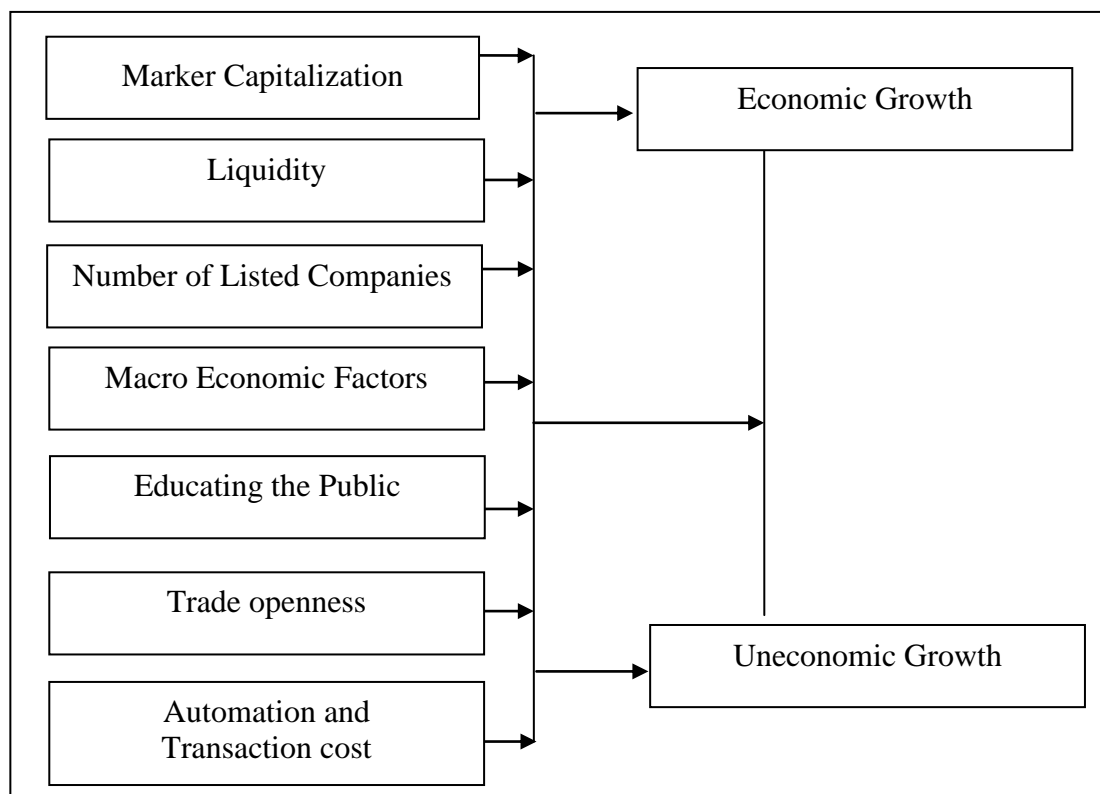 Marker Capitalization
Economic Growth
Liquidity
Number of Listed Companies
Macro Economic Factors
Educating the Public
Trade openness
Uneconomic Growth
Automation and
Transaction cost